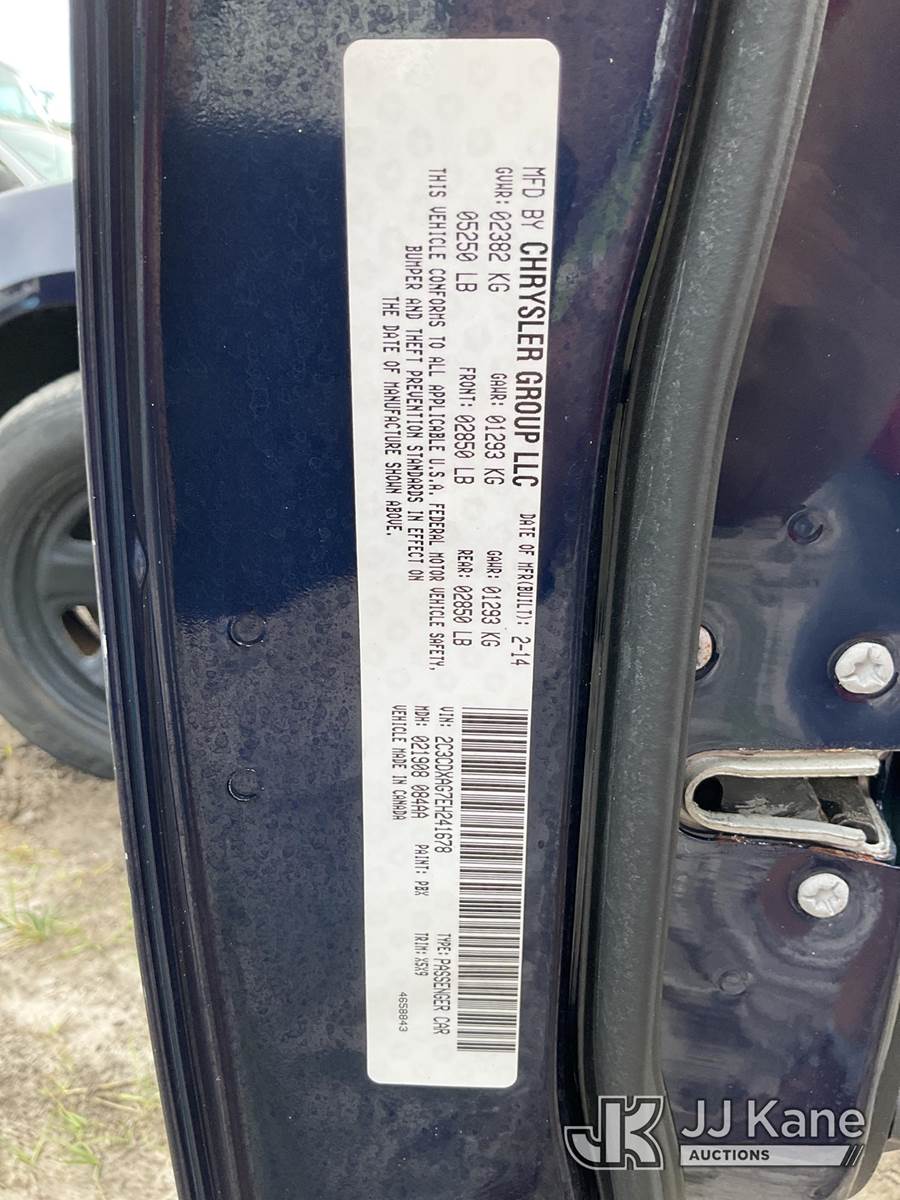 MFD BY CHRYSLER GROUP LLC DATE OF MFR(BUILT): 2-14
GVWR: 02382 KG GAWR: 01293 KG GAWR: 01293 KG
05250 LB FRONT: 02850 LB REAR: 02850 LB
THIS VEHICLE CONFORMS TO ALL APPLICABLE U.S.A. FEDERAL MOTOR VEHICLE SAFETY,
BUMPER AND THEFT PREVENTION STANDARDS IN EFFECT ON
THE DATE OF MANUFACTURE SHOWN ABOVE.
VIN: 2C3CDXAG7EH241678 TYPE: PASSENGER CAR
MDH: 021908 084AA PAINT: PBX TRIM: X5X9
VEHICLE MADE IN CANADA 4658843
JK JJ Kane
AUCTIONS